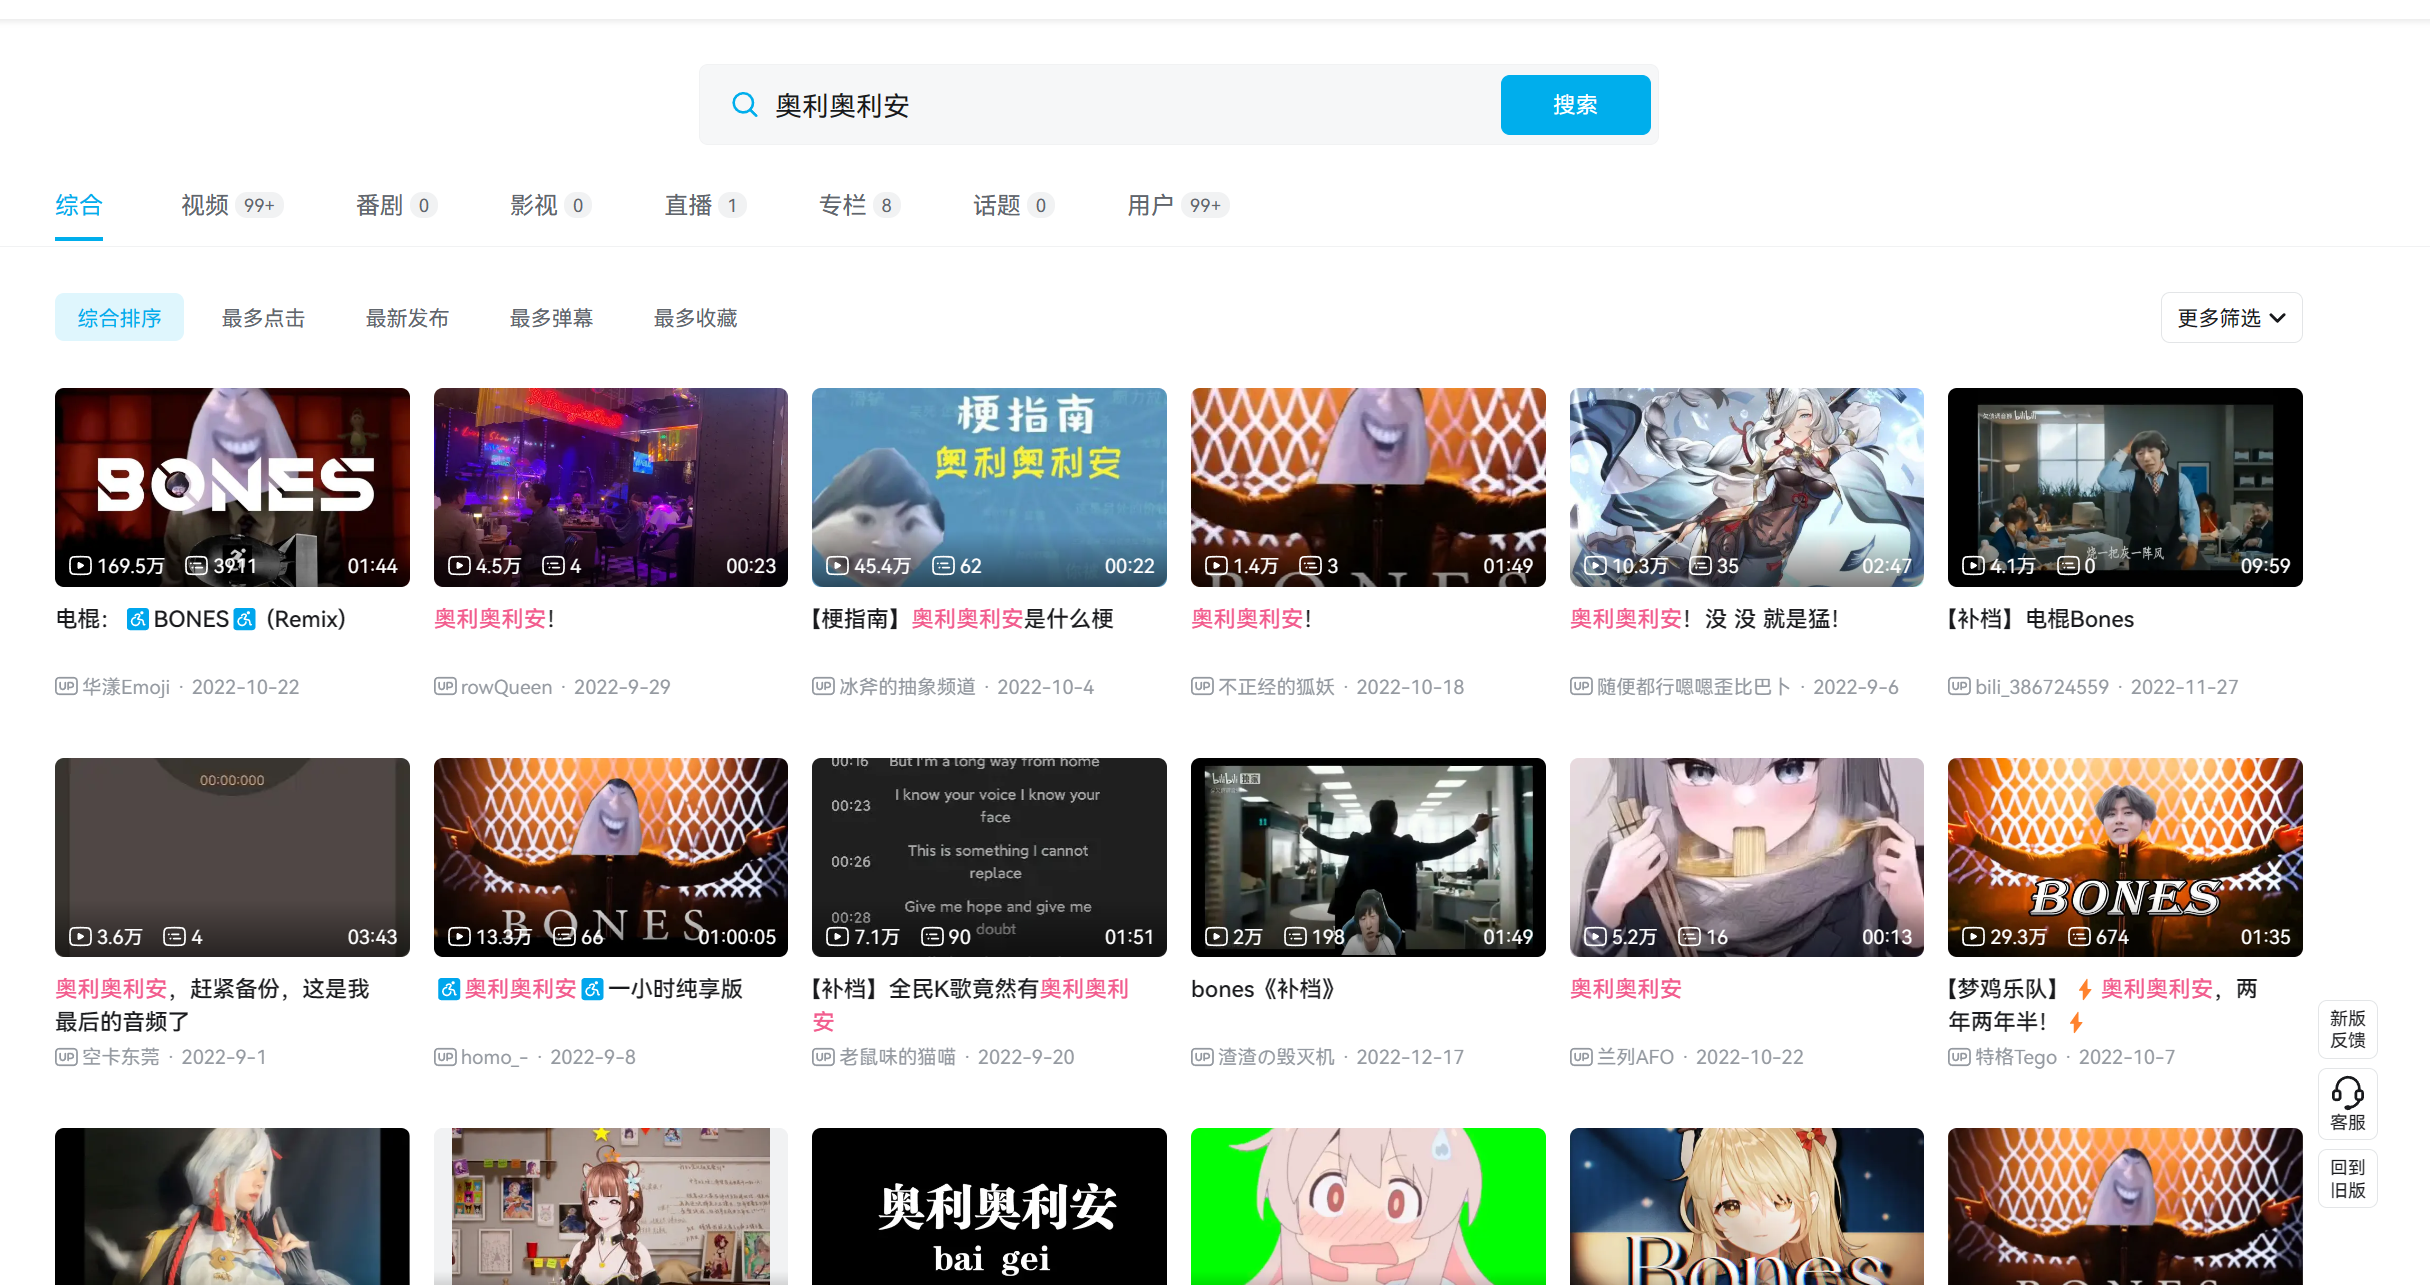 奥利奥利安
搜索
综合
视频 99+
番剧 0
影视 0
直播 1
专栏 8
话题 0
用户 99+
综合排序
最多点击
最新发布
最多弹幕
最多收藏
更多筛选
BONES
169.5万 3911 01:44
4.5万 4 00:23
梗指南
奥利奥利安
45.4万 62 00:22
BONES
1.4万 3 01:49
10.3万 35 02:47
bilibili
烧一把灰一阵风
4.1万 0 09:59
电棍：♿BONES♿（Remix）
奥利奥利安！
【梗指南】奥利奥利安是什么梗
奥利奥利安！
奥利奥利安！没 没 就是猛！
【补档】电棍Bones
UP 华漾Emoji · 2022-10-22
UP rowQueen · 2022-9-29
UP 冰斧的抽象频道 · 2022-10-4
UP 不正经的狐妖 · 2022-10-18
UP 随便都行嗯嗯歪比巴卜 · 2022-9-6
UP bili_386724559 · 2022-11-27
00:00:000
3.6万 4 03:43
BONES
13.3万 66 01:00:05
00:16 But I'm a long way from home
00:23 I know your voice I know your
face
00:26 This is something I cannot
replace
00:28 Give me hope and give me
doubt
7.1万 90 01:51
bilibili 独家
2万 198 01:49
5.2万 16 00:13
BONES
29.3万 674 01:35
奥利奥利安，赶紧备份，这是我
最后的音频了
♿奥利奥利安♿一小时纯享版
【补档】全民K歌竟然有奥利奥利
安
bones《补档》
奥利奥利安
【梦鸡乐队】⚡奥利奥利安，两
年两年半！⚡
UP 空卡东莞 · 2022-9-1
UP homo_- · 2022-9-8
UP 老鼠味的猫喵 · 2022-9-20
UP 渣渣の毁灭机 · 2022-12-17
UP 兰列AFO · 2022-10-22
UP 特格Tego · 2022-10-7
新版
反馈
客服
回到
旧版
奥利奥利安
bai gei
Bones
BONES